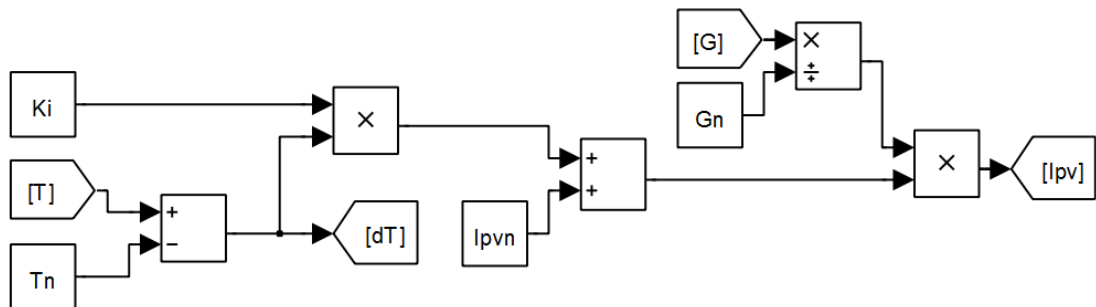 [G]
×
÷
Gn
Ki
×
[T]
+
−
Tn
[dT]
+
+
Ipvn
×
[Ipv]